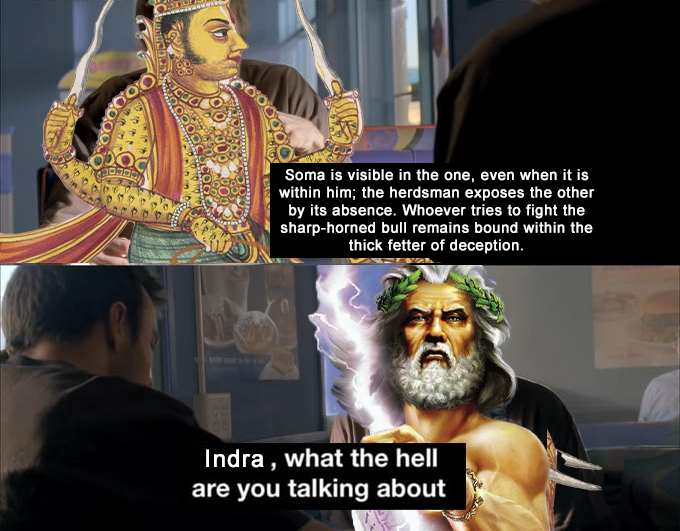 Soma is visible in the one, even when it is
within him; the herdsman exposes the other
by its absence. Whoever tries to fight the
sharp-horned bull remains bound within the
thick fetter of deception.
Indra , what the hell
are you talking about